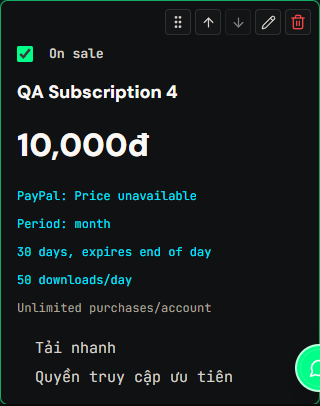 On sale
QA Subscription 4
10,000đ
PayPal: Price unavailable
Period: month
30 days, expires end of day
50 downloads/day
Unlimited purchases/account
Tải nhanh
Quyền truy cập ưu tiên